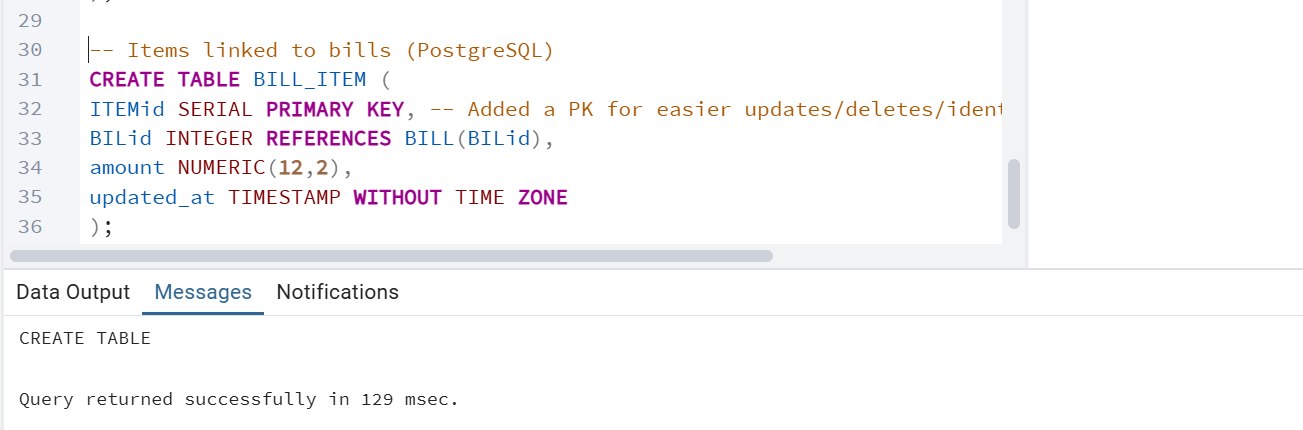 29
30 -- Items linked to bills (PostgreSQL)
31 CREATE TABLE BILL_ITEM (
32 ITEMid SERIAL PRIMARY KEY, -- Added a PK for easier updates/deletes/ident
33 BILid INTEGER REFERENCES BILL(BILid),
34 amount NUMERIC(12,2),
35 updated_at TIMESTAMP WITHOUT TIME ZONE
36 );
Data Output Messages Notifications
CREATE TABLE
Query returned successfully in 129 msec.